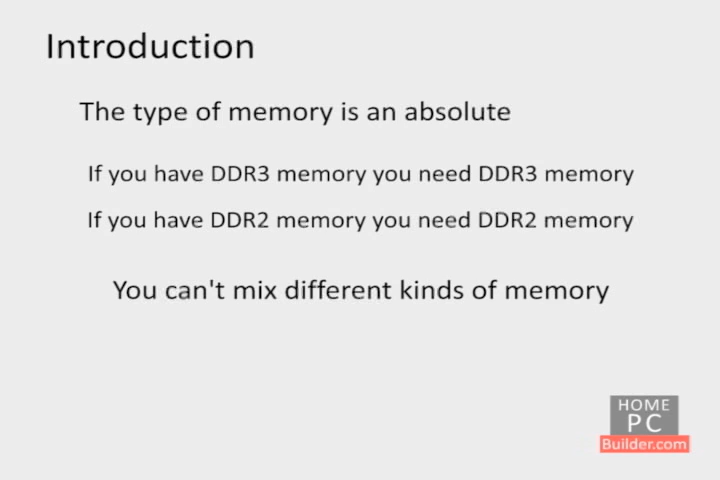 Introduction
The type of memory is an absolute
If you have DDR3 memory you need DDR3 memory
If you have DDR2 memory you need DDR2 memory
You can't mix different kinds of memory
HOME
PC
Builder.com